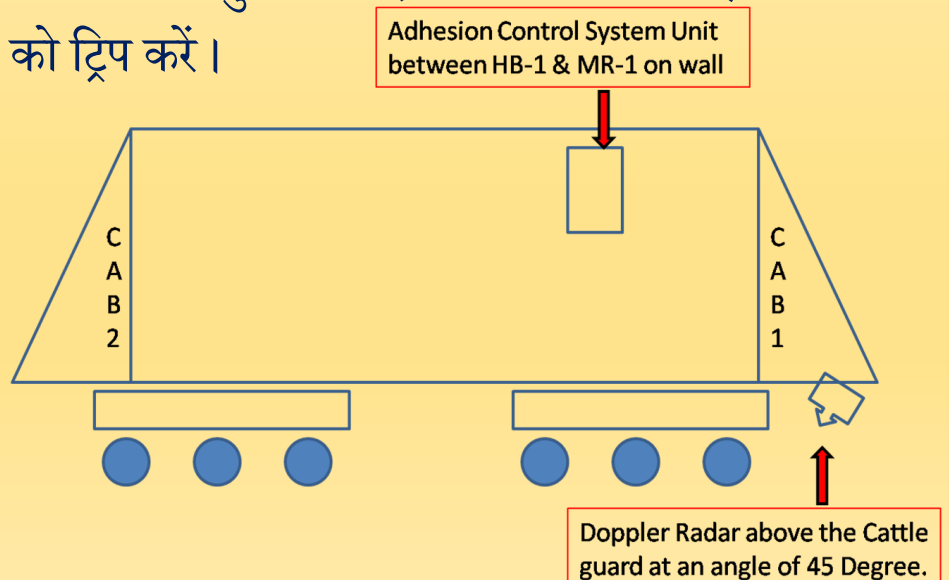 को ट्रिप करें।
Adhesion Control System Unit
between HB-1 & MR-1 on wall
C
A
B
2
C
A
B
1
Doppler Radar above the Cattle
guard at an angle of 45 Degree.